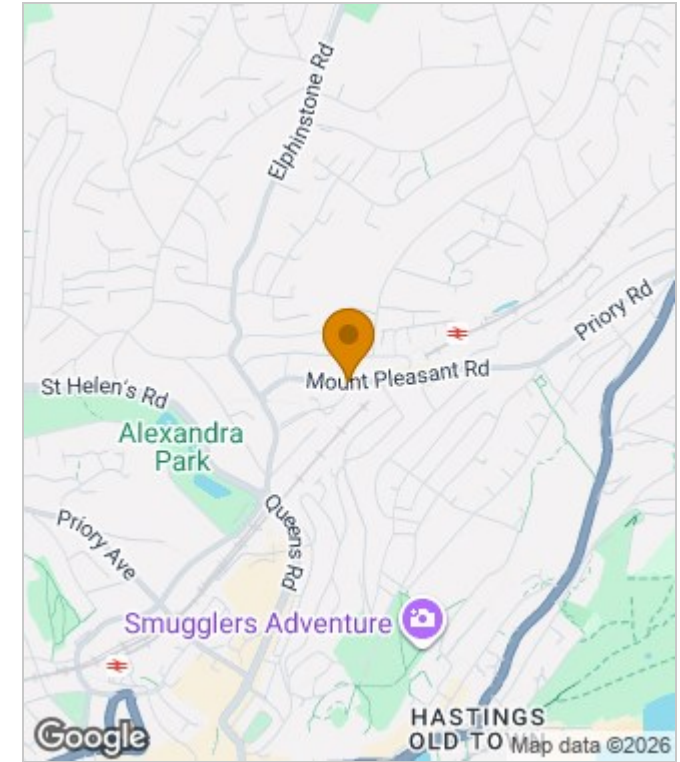 Elphinstone Rd
Priory Rd
Mount Pleasant Rd
St Helen's Rd
Alexandra
Park
Queens Rd
Priory Ave
Smugglers Adventure
HASTINGS
OLD TOWN
Google
Map data ©2026